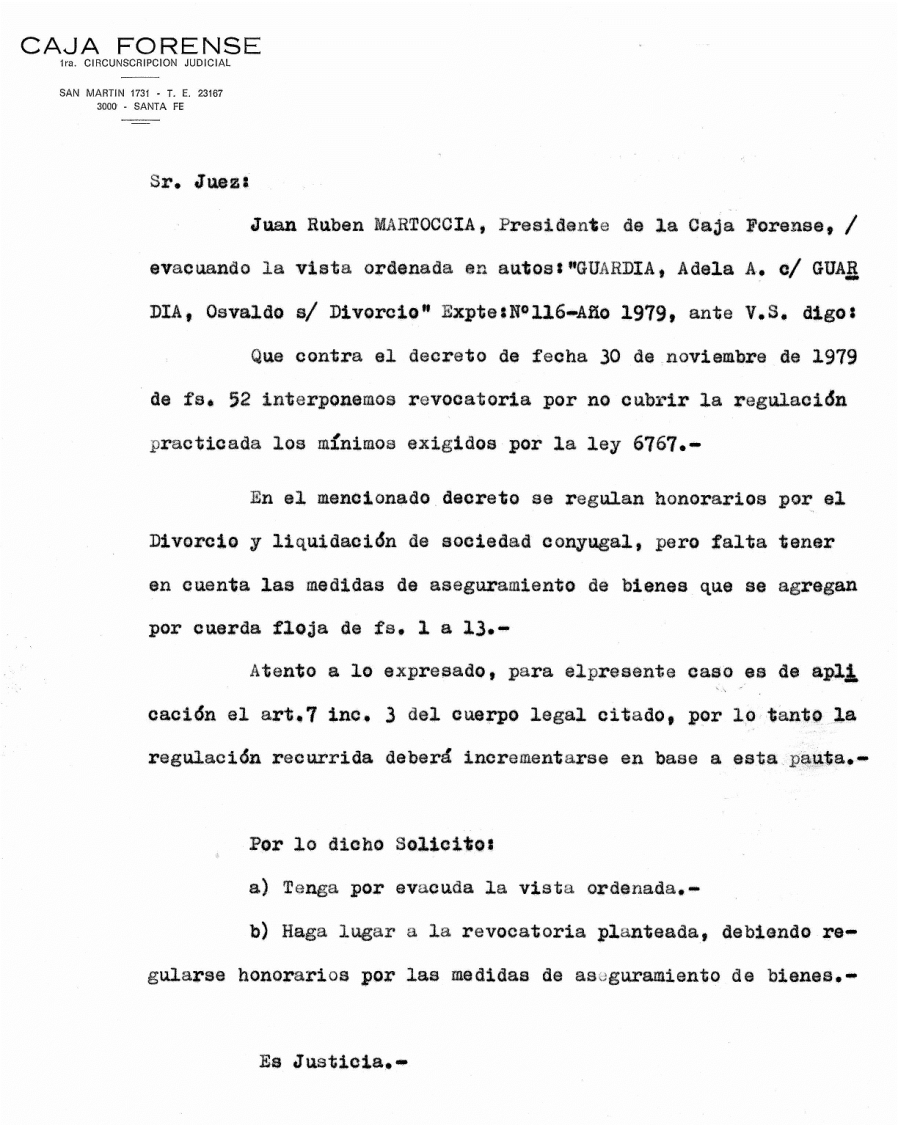 CAJA FORENSE
1ra. CIRCUNSCRIPCION JUDICIAL
SAN MARTIN 1731 - T. E. 23167
3000 - SANTA FE
Sr. Juez:
Juan Ruben MARTOCCIA, Presidente de la Caja Forense, /
evacuando la vista ordenada en autos:"GUARDIA, Adela A. c/ GUAR
DIA, Osvaldo s/ Divorcio" Expte:Nº116-Año 1979, ante V.S. digo:
Que contra el decreto de fecha 30 de noviembre de 1979
de fs. 52 interponemos revocatoria por no cubrir la regulación
practicada los mínimos exigidos por la ley 6767.-
En el mencionado decreto se regulan honorarios por el
Divorcio y liquidación de sociedad conyugal, pero falta tener
en cuenta las medidas de aseguramiento de bienes que se agregan
por cuerda floja de fs. 1 a 13.-
Atento a lo expresado, para elpresente caso es de apli
cación el art.7 inc. 3 del cuerpo legal citado, por lo tanto la
regulación recurrida deberá incrementarse en base a esta pauta.-
Por lo dicho Solicito:
a) Tenga por evacuda la vista ordenada.-
b) Haga lugar a la revocatoria planteada, debiendo re-
gularse honorarios por las medidas de aseguramiento de bienes.-
Es Justicia.-